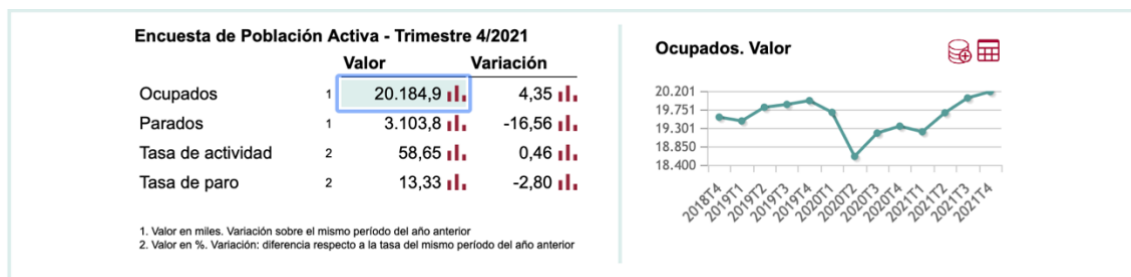 Encuesta de Población Activa - Trimestre 4/2021
Valor Variación
Ocupados 1 20.184,9 4,35
Parados 1 3.103,8 -16,56
Tasa de actividad 2 58,65 0,46
Tasa de paro 2 13,33 -2,80
1. Valor en miles. Variación sobre el mismo período del año anterior
2. Valor en %. Variación: diferencia respecto a la tasa del mismo período del año anterior
Ocupados. Valor
20.201
19.751
19.301
18.850
18.400
2018T4
2019T1
2019T2
2019T3
2019T4
2020T1
2020T2
2020T3
2020T4
2021T1
2021T2
2021T3
2021T4